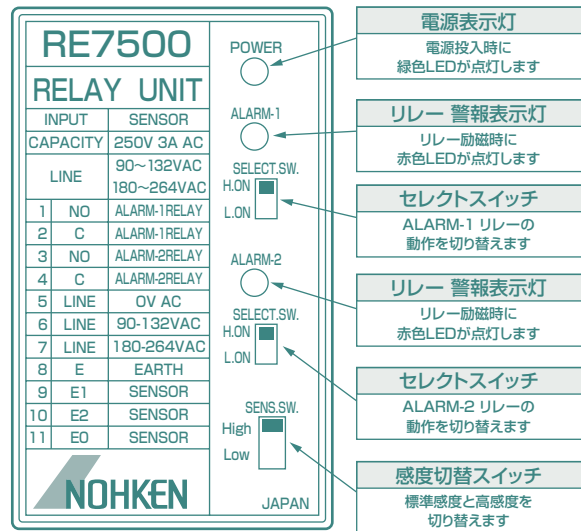 RE7500
RELAY UNIT
INPUT SENSOR
CAPACITY 250V 3A AC
LINE 90～132VAC
180～264VAC
1 NO ALARM-1RELAY
2 C ALARM-1RELAY
3 NO ALARM-2RELAY
4 C ALARM-2RELAY
5 LINE 0V AC
6 LINE 90-132VAC
7 LINE 180-264VAC
8 E EARTH
9 E1 SENSOR
10 E2 SENSOR
11 E0 SENSOR
NOHKEN
POWER
ALARM-1
SELECT.SW.
H.ON
L.ON
ALARM-2
SELECT.SW.
H.ON
L.ON
SENS.SW.
High
Low
JAPAN
電源表示灯
電源投入時に
緑色LEDが点灯します
リレー 警報表示灯
リレー励磁時に
赤色LEDが点灯します
セレクトスイッチ
ALARM-1 リレーの
動作を切り替えます
リレー 警報表示灯
リレー励磁時に
赤色LEDが点灯します
セレクトスイッチ
ALARM-2 リレーの
動作を切り替えます
感度切替スイッチ
標準感度と高感度を
切り替えます